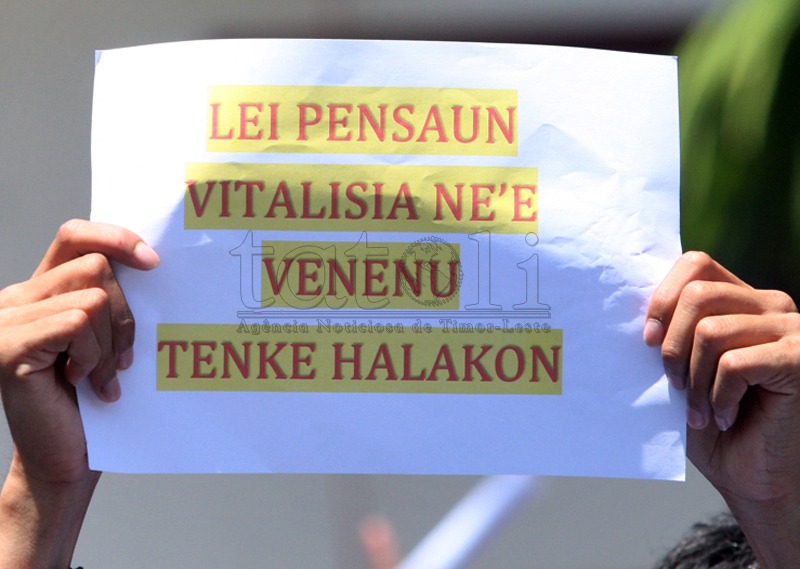 LEI PENSAUN
VITALISIA NE'E
VENENU
TENKE HALAKON
tatoli
Agência Noticiosa de Timor-Leste